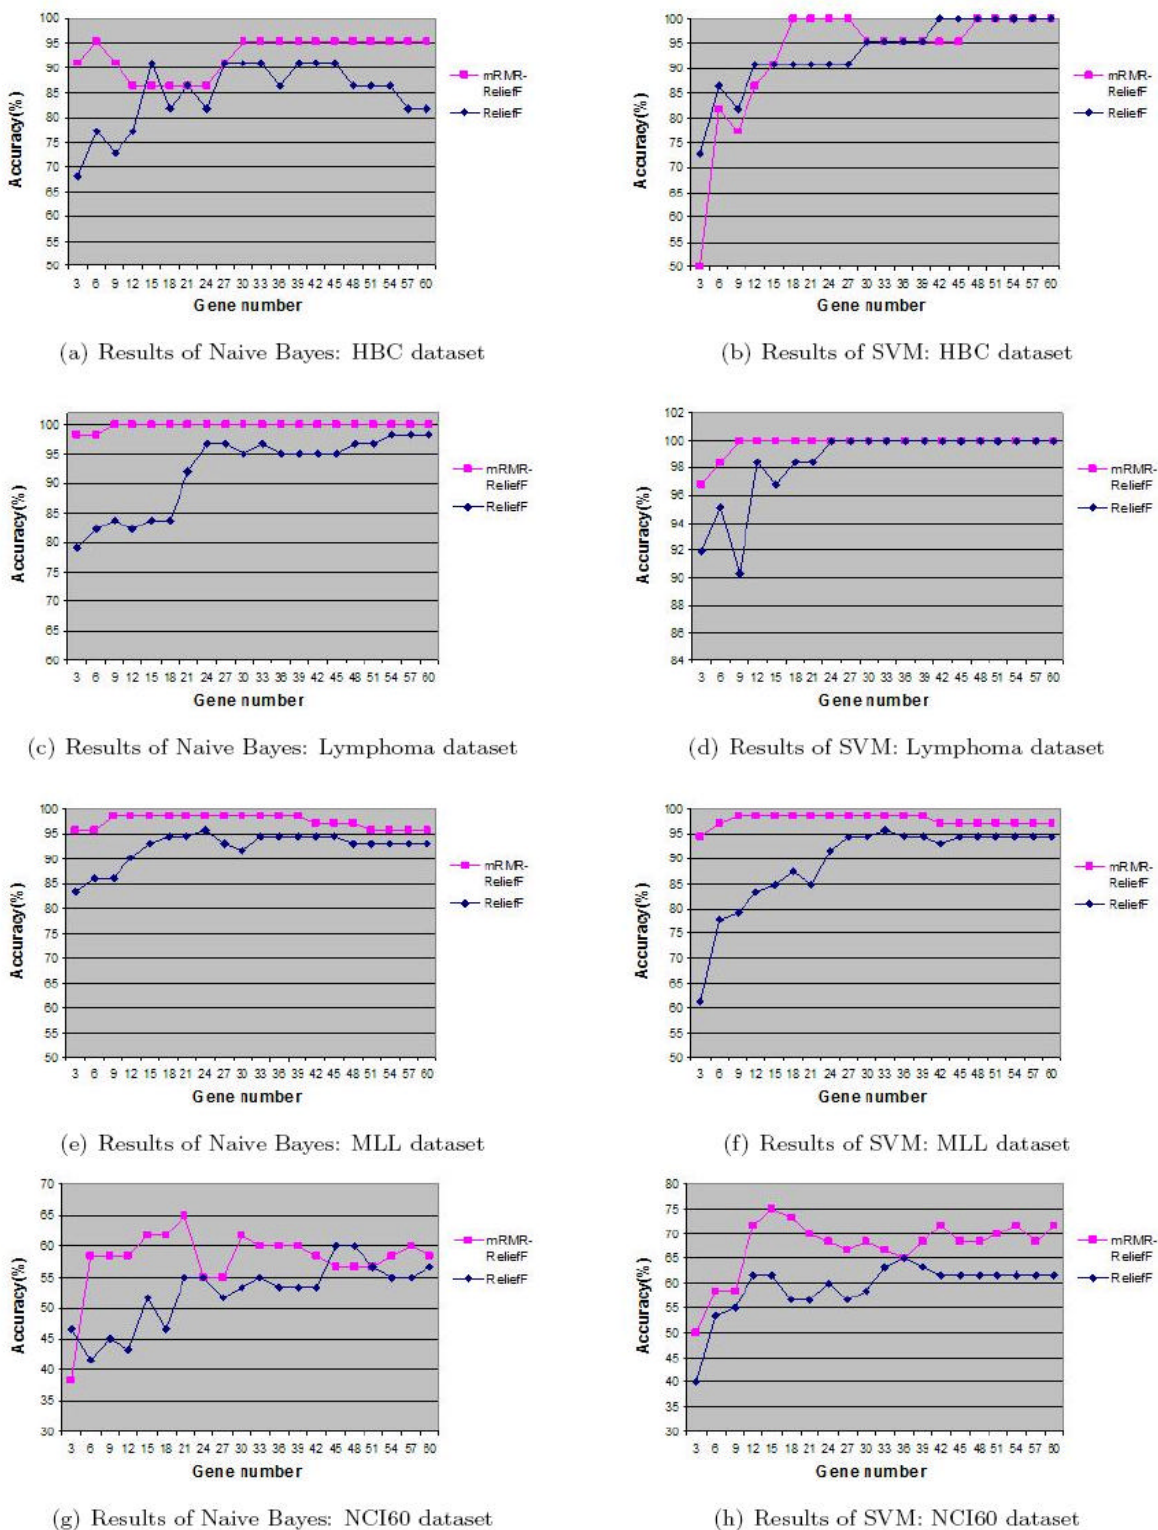 100
95
90
85
80
75
70
65
60
55
50
Accuracy(%)
3 6 9 12 15 18 21 24 27 30 33 36 39 42 45 48 51 54 57 60
Gene number
mRMR-
ReliefF
ReliefF
(a) Results of Naive Bayes: HBC dataset
100
95
90
85
80
75
70
65
60
55
50
Accuracy(%)
3 6 9 12 15 18 21 24 27 30 33 36 39 42 45 48 51 54 57 60
Gene number
mRMR-
ReliefF
ReliefF
(b) Results of SVM: HBC dataset
100
95
90
85
80
75
70
65
60
Accuracy(%)
3 6 9 12 15 18 21 24 27 30 33 36 39 42 45 48 51 54 57 60
Gene number
mRMR-
ReliefF
ReliefF
(c) Results of Naive Bayes: Lymphoma dataset
102
100
98
96
94
92
90
88
86
84
Accuracy(%)
3 6 9 12 15 18 21 24 27 30 33 36 39 42 45 48 51 54 57 60
Gene number
mRMR-
ReliefF
ReliefF
(d) Results of SVM: Lymphoma dataset
100
95
90
85
80
75
70
65
60
55
50
Accuracy(%)
3 6 9 12 15 18 21 24 27 30 33 36 39 42 45 48 51 54 57 60
Gene number
mRMR-
ReliefF
ReliefF
(e) Results of Naive Bayes: MLL dataset
100
95
90
85
80
75
70
65
60
55
50
Accuracy(%)
3 6 9 12 15 18 21 24 27 30 33 36 39 42 45 48 51 54 57 60
Gene number
mRMR-
ReliefF
ReliefF
(f) Results of SVM: MLL dataset
70
65
60
55
50
45
40
35
30
Accuracy(%)
3 6 9 12 15 18 21 24 27 30 33 36 39 42 45 48 51 54 57 60
Gene number
mRMR-
ReliefF
ReliefF
(g) Results of Naive Bayes: NCI60 dataset
80
75
70
65
60
55
50
45
40
35
30
Accuracy(%)
3 6 9 12 15 18 21 24 27 30 33 36 39 42 45 48 51 54 57 60
Gene number
mRMR-
ReliefF
ReliefF
(h) Results of SVM: NCI60 dataset